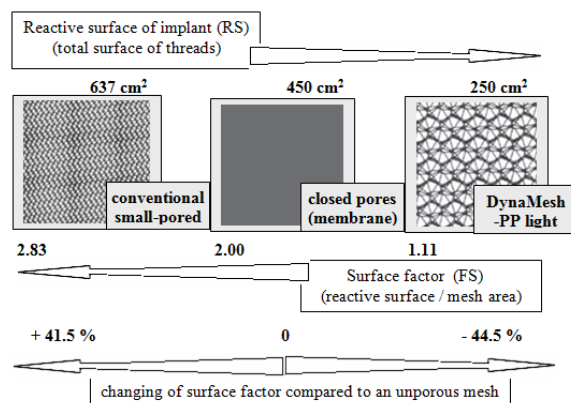 Reactive surface of implant (RS)
(total surface of threads)
637 cm²
450 cm²
250 cm²
conventional
small-pored
closed pores
(membrane)
DynaMesh
-PP light
2.83
2.00
1.11
Surface factor (FS)
(reactive surface / mesh area)
+ 41.5 %
0
- 44.5 %
changing of surface factor compared to an unporous mesh